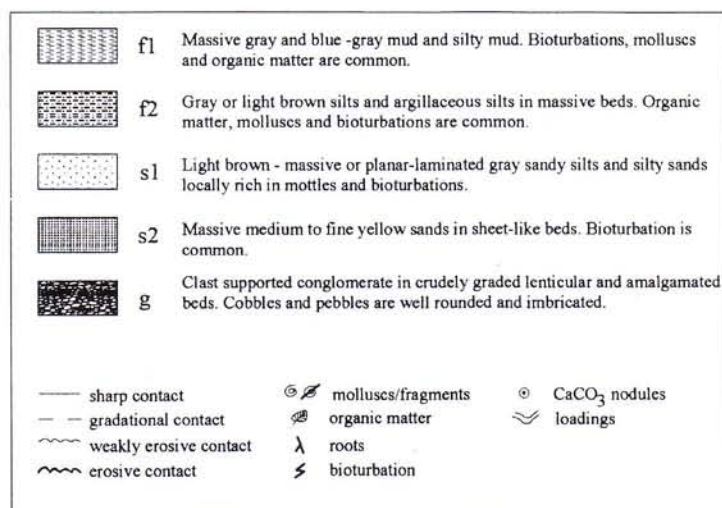 f1 Massive gray and blue -gray mud and silty mud. Bioturbations, molluscs
and organic matter are common.
f2 Gray or light brown silts and argillaceous silts in massive beds. Organic
matter, molluscs and bioturbations are common.
s1 Light brown - massive or planar-laminated gray sandy silts and silty sands
locally rich in mottles and bioturbations.
s2 Massive medium to fine yellow sands in sheet-like beds. Bioturbation is
common.
g Clast supported conglomerate in crudely graded lenticular and amalgamated
beds. Cobbles and pebbles are well rounded and imbricated.
sharp contact
gradational contact
weakly erosive contact
erosive contact
molluscs/fragments
organic matter
roots
bioturbation
CaCO3 nodules
loadings